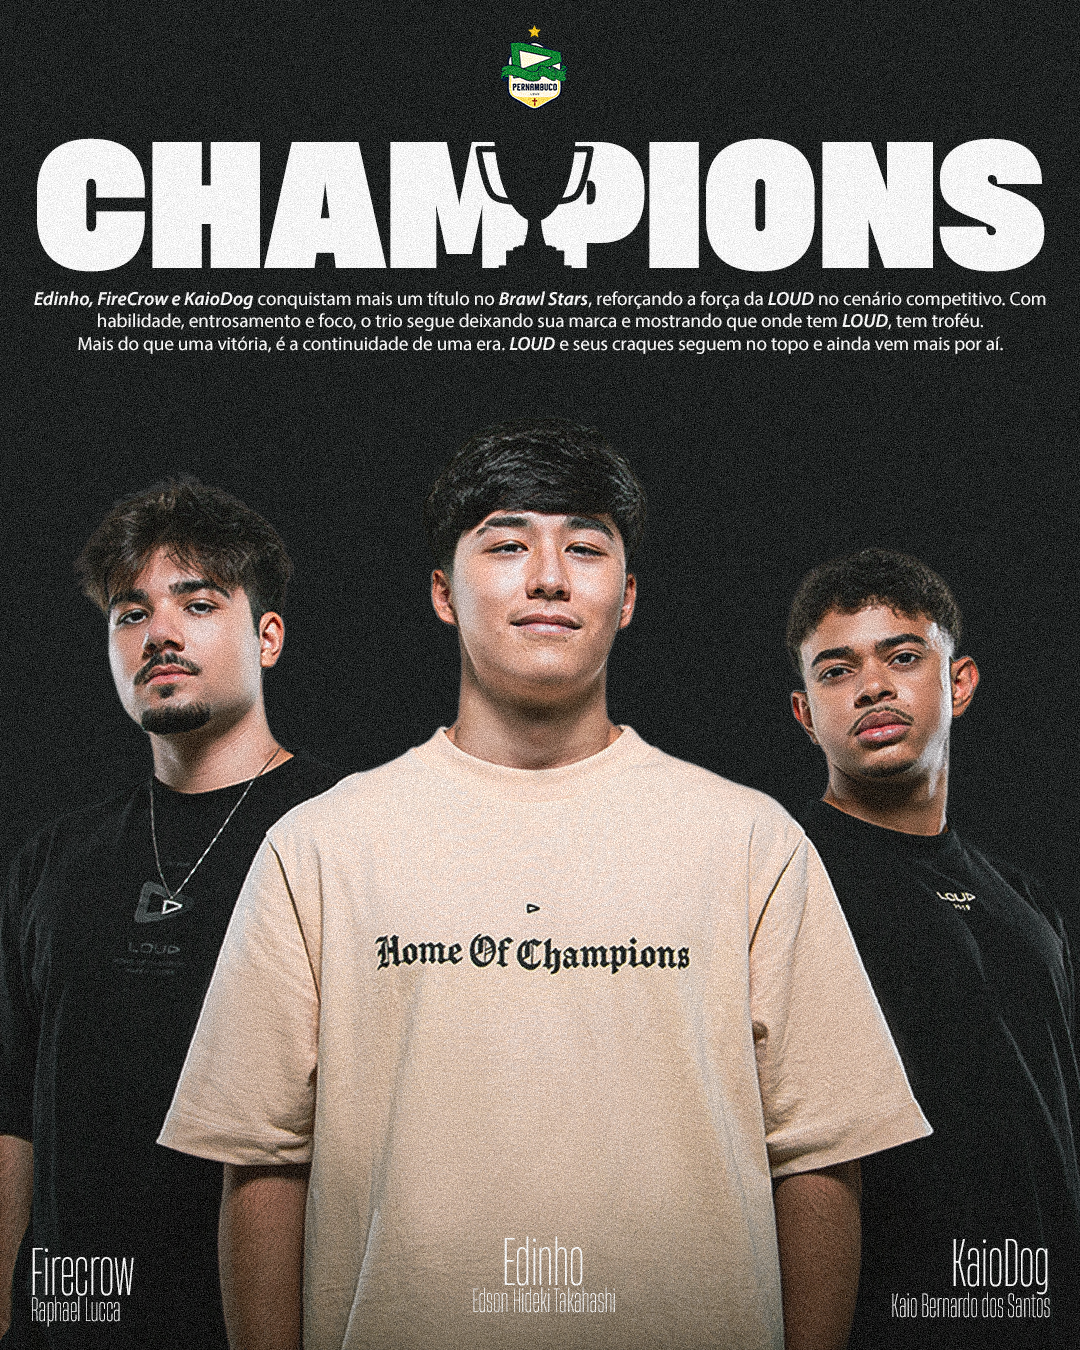 PERNAMBUCO
CHAMPIONS
Edinho, FireCrow e KaioDog conquistam mais um título no Brawl Stars, reforçando a força da LOUD no cenário competitivo. Com
habilidade, entrosamento e foco, o trio segue deixando sua marca e mostrando que onde tem LOUD, tem troféu.
Mais do que uma vitória, é a continuidade de uma era. LOUD e seus craques seguem no topo e ainda vem mais por aí.
LOUD
LOUD
Home Of Champions
Firecrow
Raphael Lucca
Edinho
Edson Hideki Takahashi
KaioDog
Kaio Bernardo dos Santos